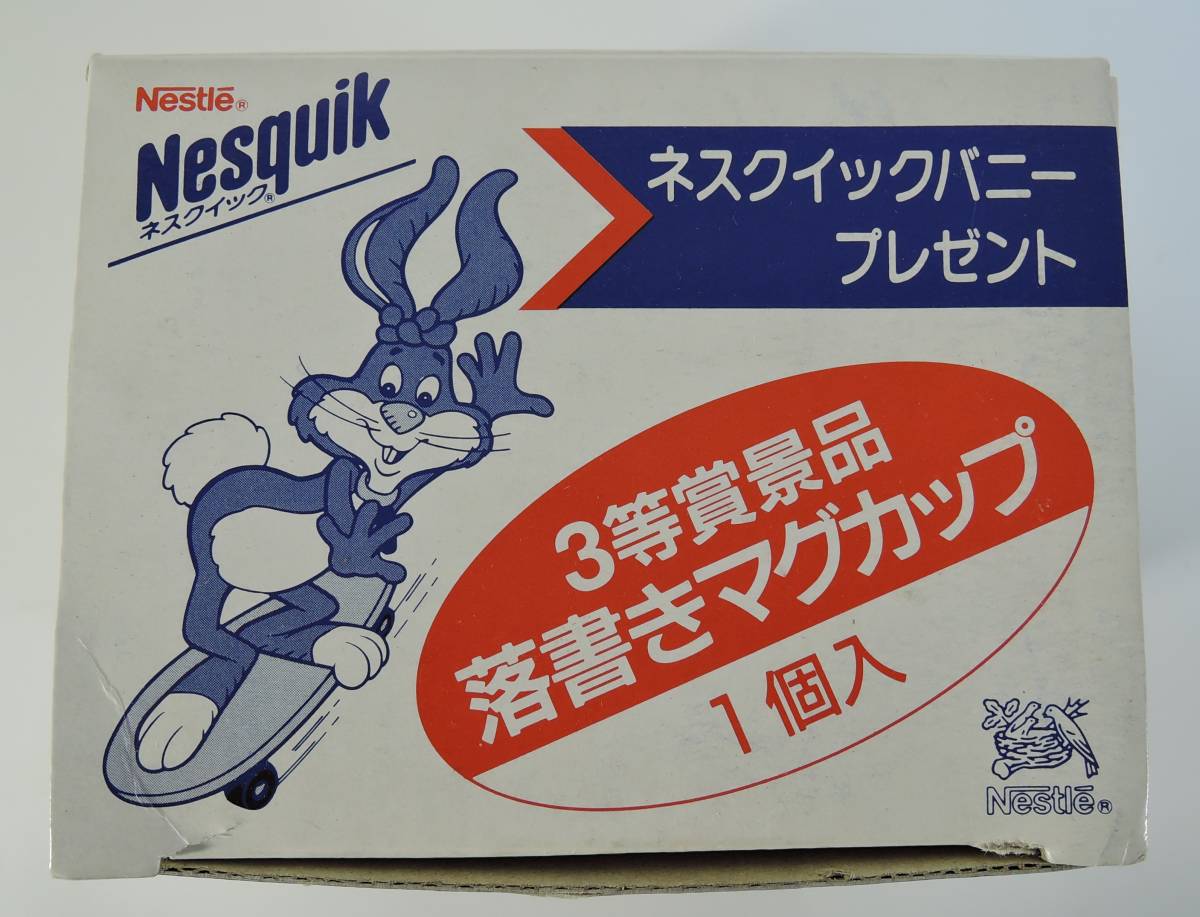 Nestlé®
Nesquik
ネスクイック®
ネスクイックバニー
プレゼント
3等賞景品
落書きマグカップ
1個入
Nestlé®